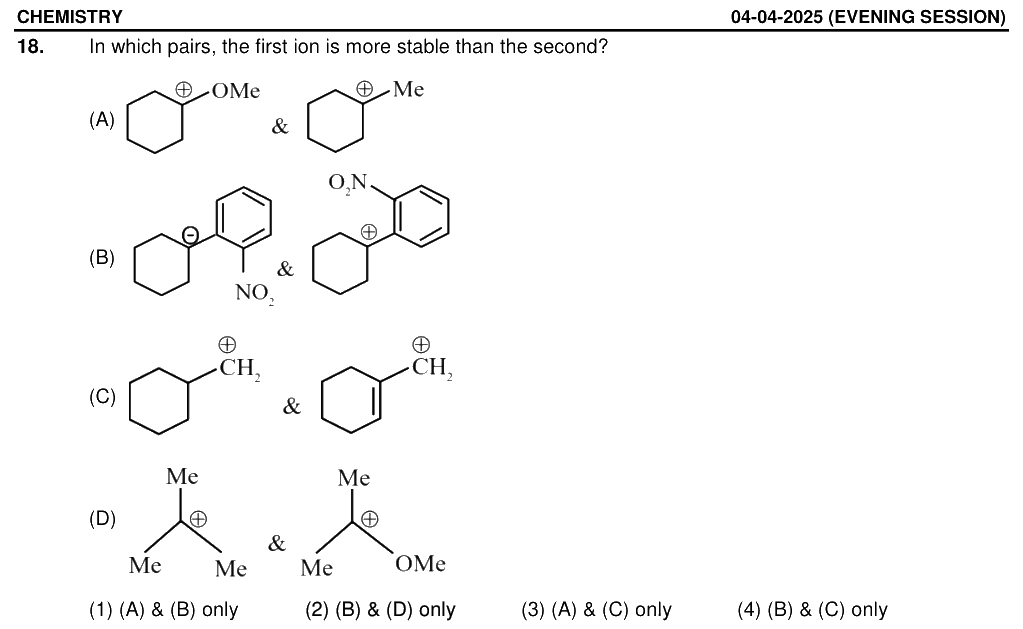 CHEMISTRY 04-04-2025 (EVENING SESSION)
18. In which pairs, the first ion is more stable than the second?
(A) ⊕ OMe & ⊕ Me
(B) ⊖ NO₂ & O₂N ⊕
(C) ⊕ CH₂ & ⊕ CH₂
(D) Me ⊕ Me Me & Me ⊕ Me OMe
(1) (A) & (B) only (2) (B) & (D) only (3) (A) & (C) only (4) (B) & (C) only